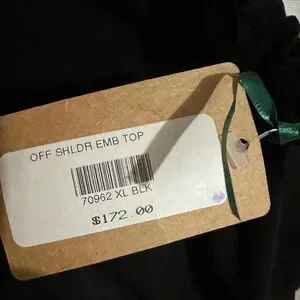 OFF SHLDR EMB TOP
70962 XL BLK
$172.00